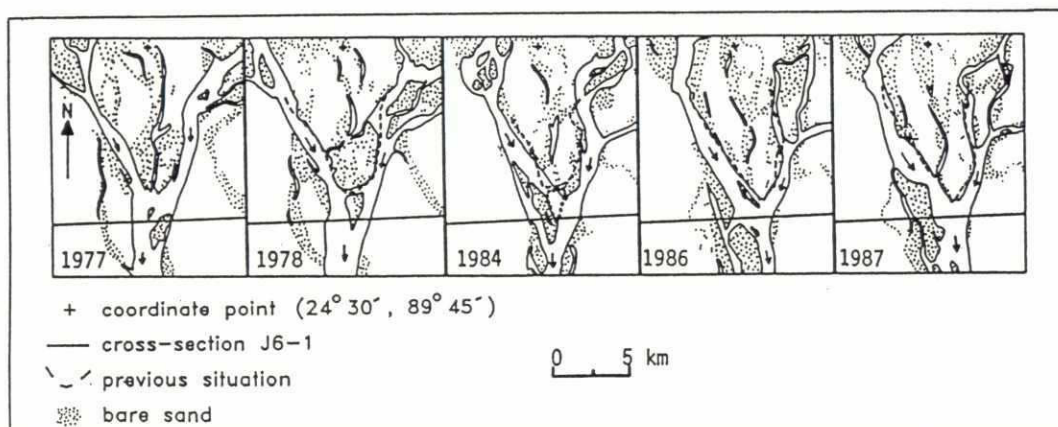 N
1977 1978 1984 1986 1987
+ coordinate point (24° 30´, 89° 45´)
cross-section J6-1
previous situation
bare sand
0 5 km